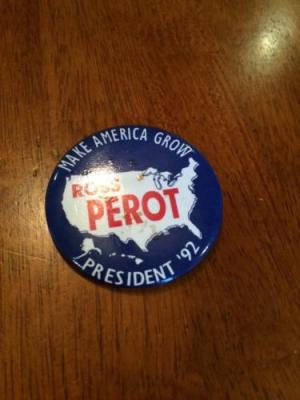 MAKE AMERICA GROW
ROSS
PEROT
PRESIDENT '92